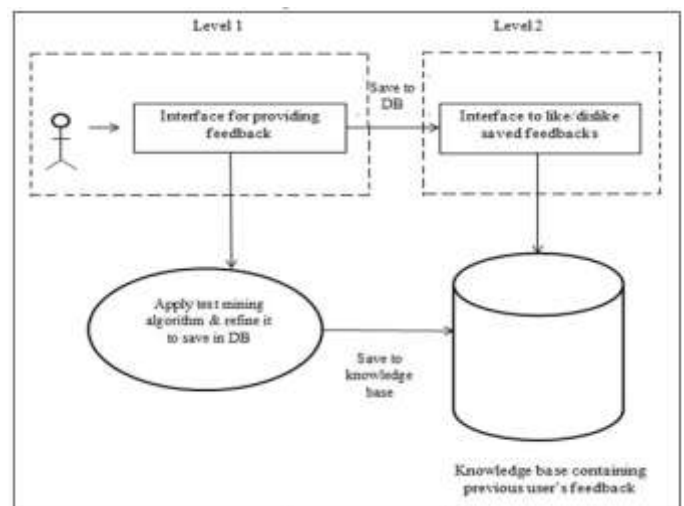 Level 1
Level 2
Save to
DB
Interface for providing
feedback
Interface to like/dislike
saved feedbacks
Apply text mining
algorithm & refine it
to save in DB
Save to
knowledge
base
Knowledge base containing
previous user's feedback